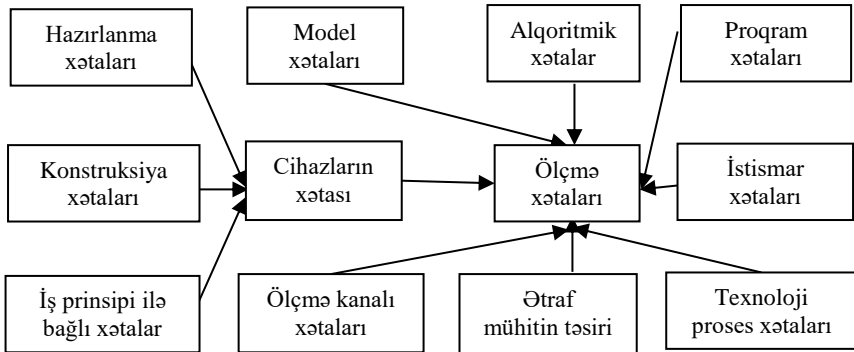 Hazırlanma
xətaları
Model
xətaları
Alqoritmik
xətalar
Proqram
xətaları
Konstruksiya
xətaları
Cihazların
xətası
Ölçmə
xətaları
İstismar
xətaları
İş prinsipi ilə
bağlı xətalar
Ölçmə kanalı
xətaları
Ətraf
mühitin təsiri
Texnoloji
proses xətaları